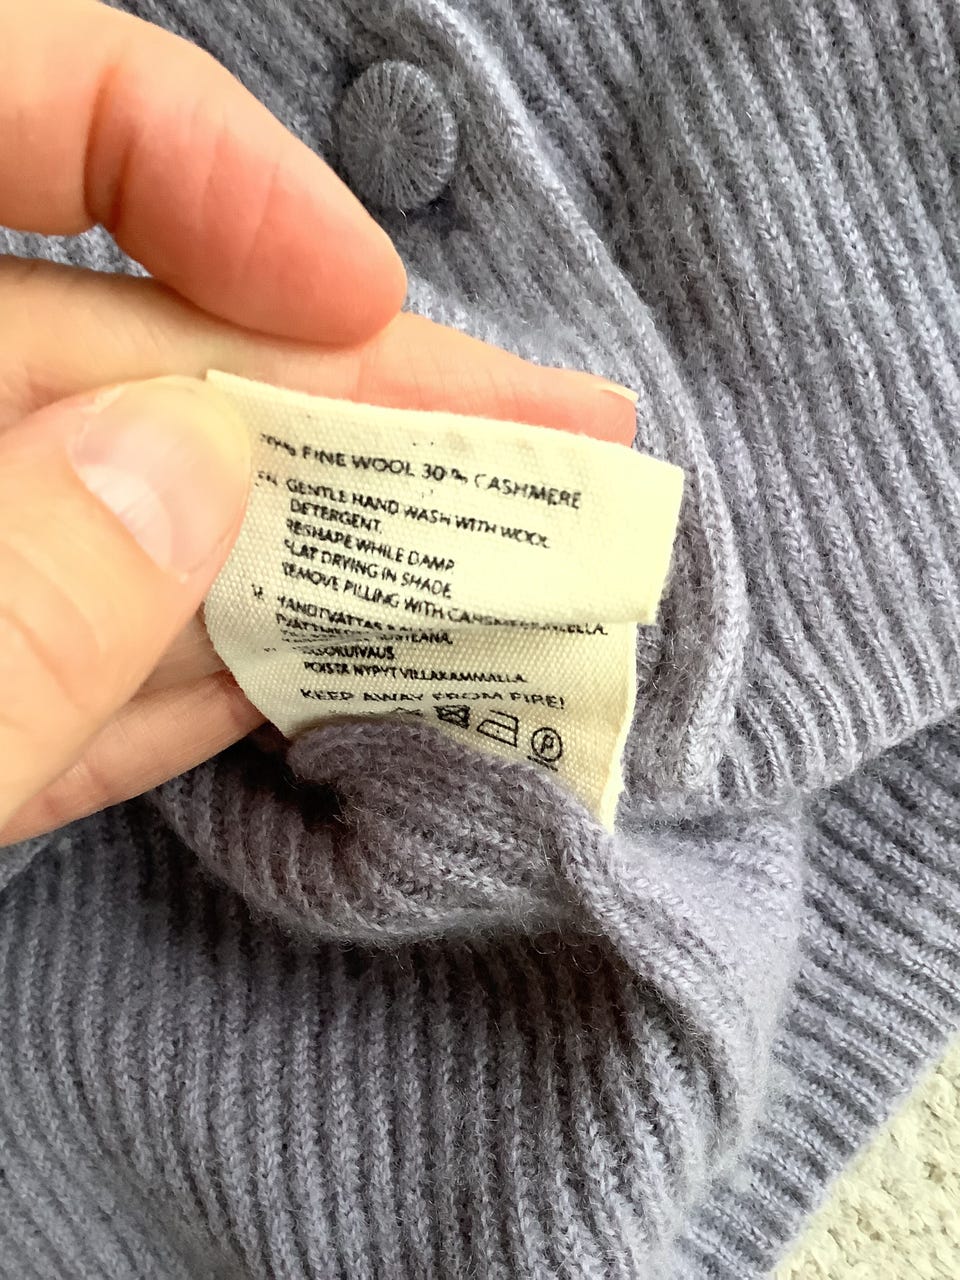 FINE WOOL 30 % CASHMERE
EN GENTLE HAND WASH WITH WOOL
DETERGENT.
RESHAPE WHILE DAMP
FLAT DRYING IN SHADE
REMOVE PILLING WITH
POISTA NYPYT VILLAKAMMALLA.
KEEP AWAY FROM FIRE!
P